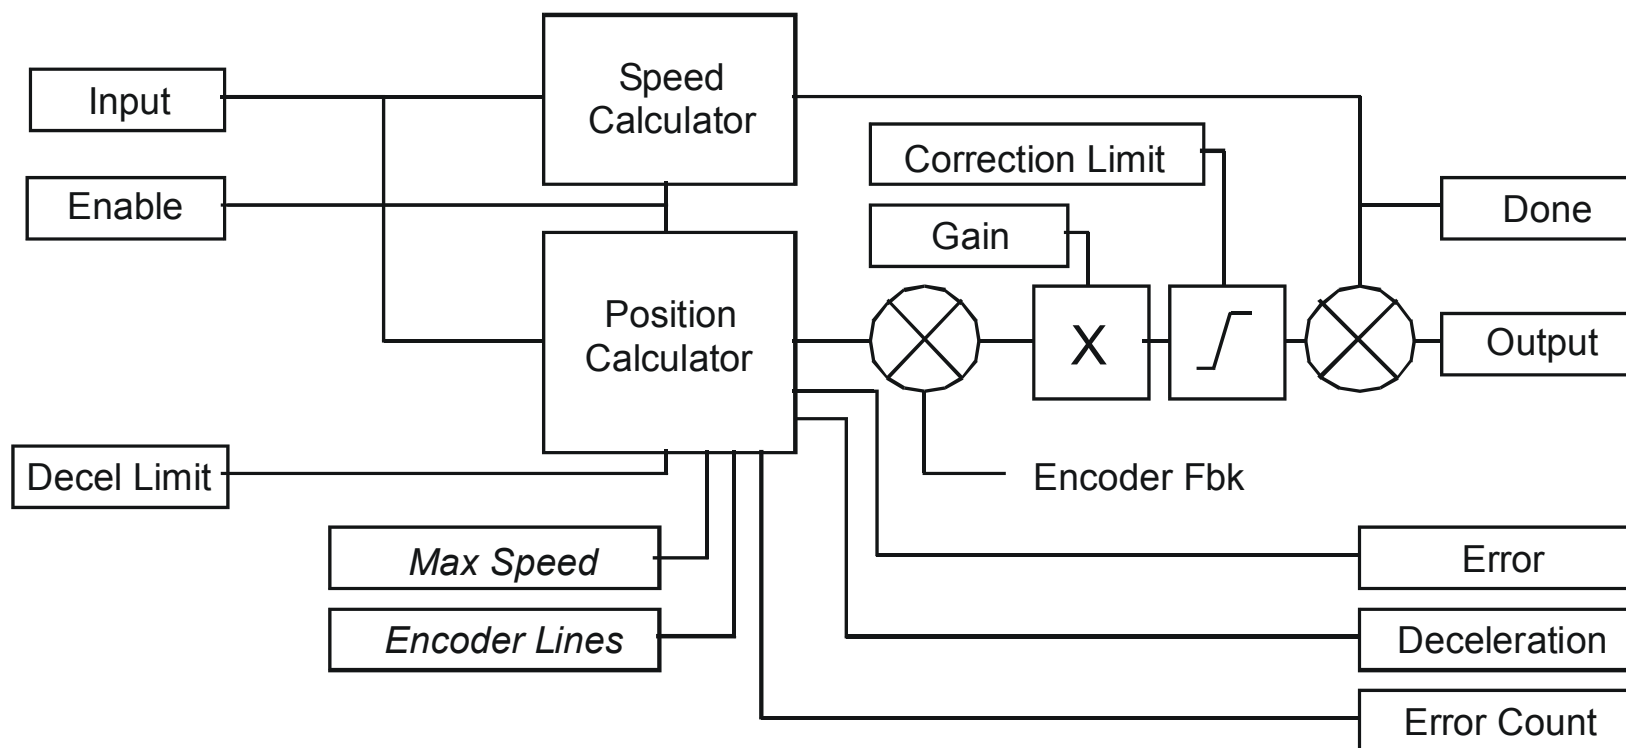 Input
Speed
Calculator
Correction Limit
Enable
Gain
Done
Position
Calculator
X
Output
Decel Limit
Encoder Fbk
Max Speed
Error
Encoder Lines
Deceleration
Error Count